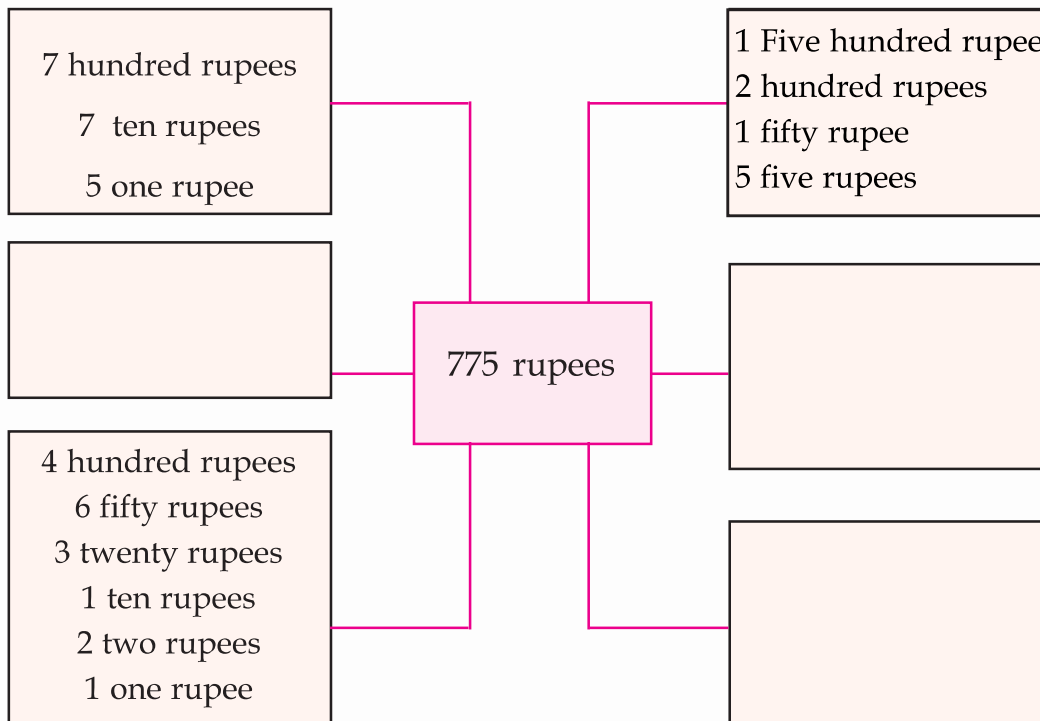 7 hundred rupees
7 ten rupees
5 one rupee
1 Five hundred rupee
2 hundred rupees
1 fifty rupee
5 five rupees
775 rupees
4 hundred rupees
6 fifty rupees
3 twenty rupees
1 ten rupees
2 two rupees
1 one rupee